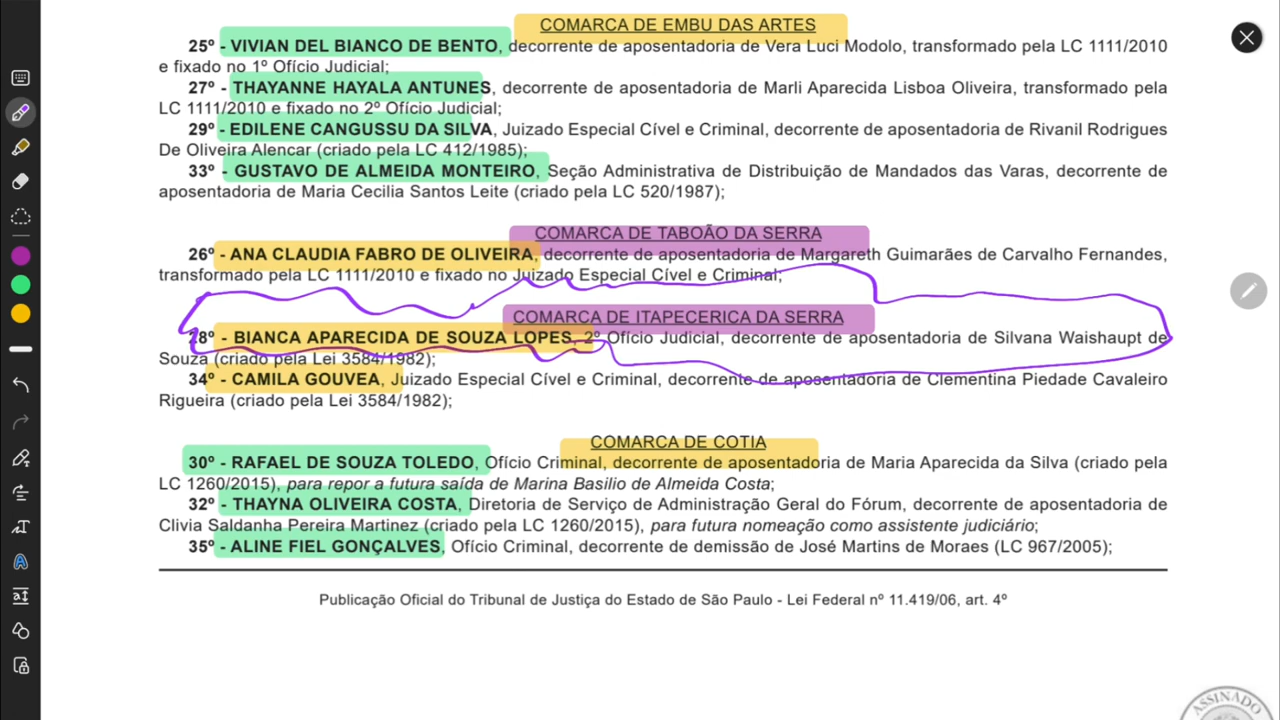 COMARCA DE EMBU DAS ARTES
25º - VIVIAN DEL BIANCO DE BENTO, decorrente de aposentadoria de Vera Luci Modolo, transformado pela LC 1111/2010
e fixado no 1º Ofício Judicial;
27º - THAYANNE HAYALA ANTUNES, decorrente de aposentadoria de Marli Aparecida Lisboa Oliveira, transformado pela
LC 1111/2010 e fixado no 2º Ofício Judicial;
29º - EDILENE CANGUSSU DA SILVA, Juizado Especial Cível e Criminal, decorrente de aposentadoria de Rivanil Rodrigues
De Oliveira Alencar (criado pela LC 412/1985);
33º - GUSTAVO DE ALMEIDA MONTEIRO, Seção Administrativa de Distribuição de Mandados das Varas, decorrente de
aposentadoria de Maria Cecilia Santos Leite (criado pela LC 520/1987);
COMARCA DE TABOÃO DA SERRA
26º - ANA CLAUDIA FABRO DE OLIVEIRA, decorrente de aposentadoria de Margareth Guimarães de Carvalho Fernandes,
transformado pela LC 1111/2010 e fixado no Juizado Especial Cível e Criminal;
COMARCA DE ITAPECERICA DA SERRA
28º - BIANCA APARECIDA DE SOUZA LOPES, 2º Ofício Judicial, decorrente de aposentadoria de Silvana Waishaupt de
Souza (criado pela Lei 3584/1982);
34º - CAMILA GOUVEA, Juizado Especial Cível e Criminal, decorrente de aposentadoria de Clementina Piedade Cavaleiro
Rigueira (criado pela Lei 3584/1982);
COMARCA DE COTIA
30º - RAFAEL DE SOUZA TOLEDO, Ofício Criminal, decorrente de aposentadoria de Maria Aparecida da Silva (criado pela
LC 1260/2015), para repor a futura saída de Marina Basilio de Almeida Costa;
32º - THAYNA OLIVEIRA COSTA, Diretoria de Serviço de Administração Geral do Fórum, decorrente de aposentadoria de
Clivia Saldanha Pereira Martinez (criado pela LC 1260/2015), para futura nomeação como assistente judiciário;
35º - ALINE FIEL GONÇALVES, Ofício Criminal, decorrente de demissão de José Martins de Moraes (LC 967/2005);
Publicação Oficial do Tribunal de Justiça do Estado de São Paulo - Lei Federal nº 11.419/06, art. 4º
ASSINADO